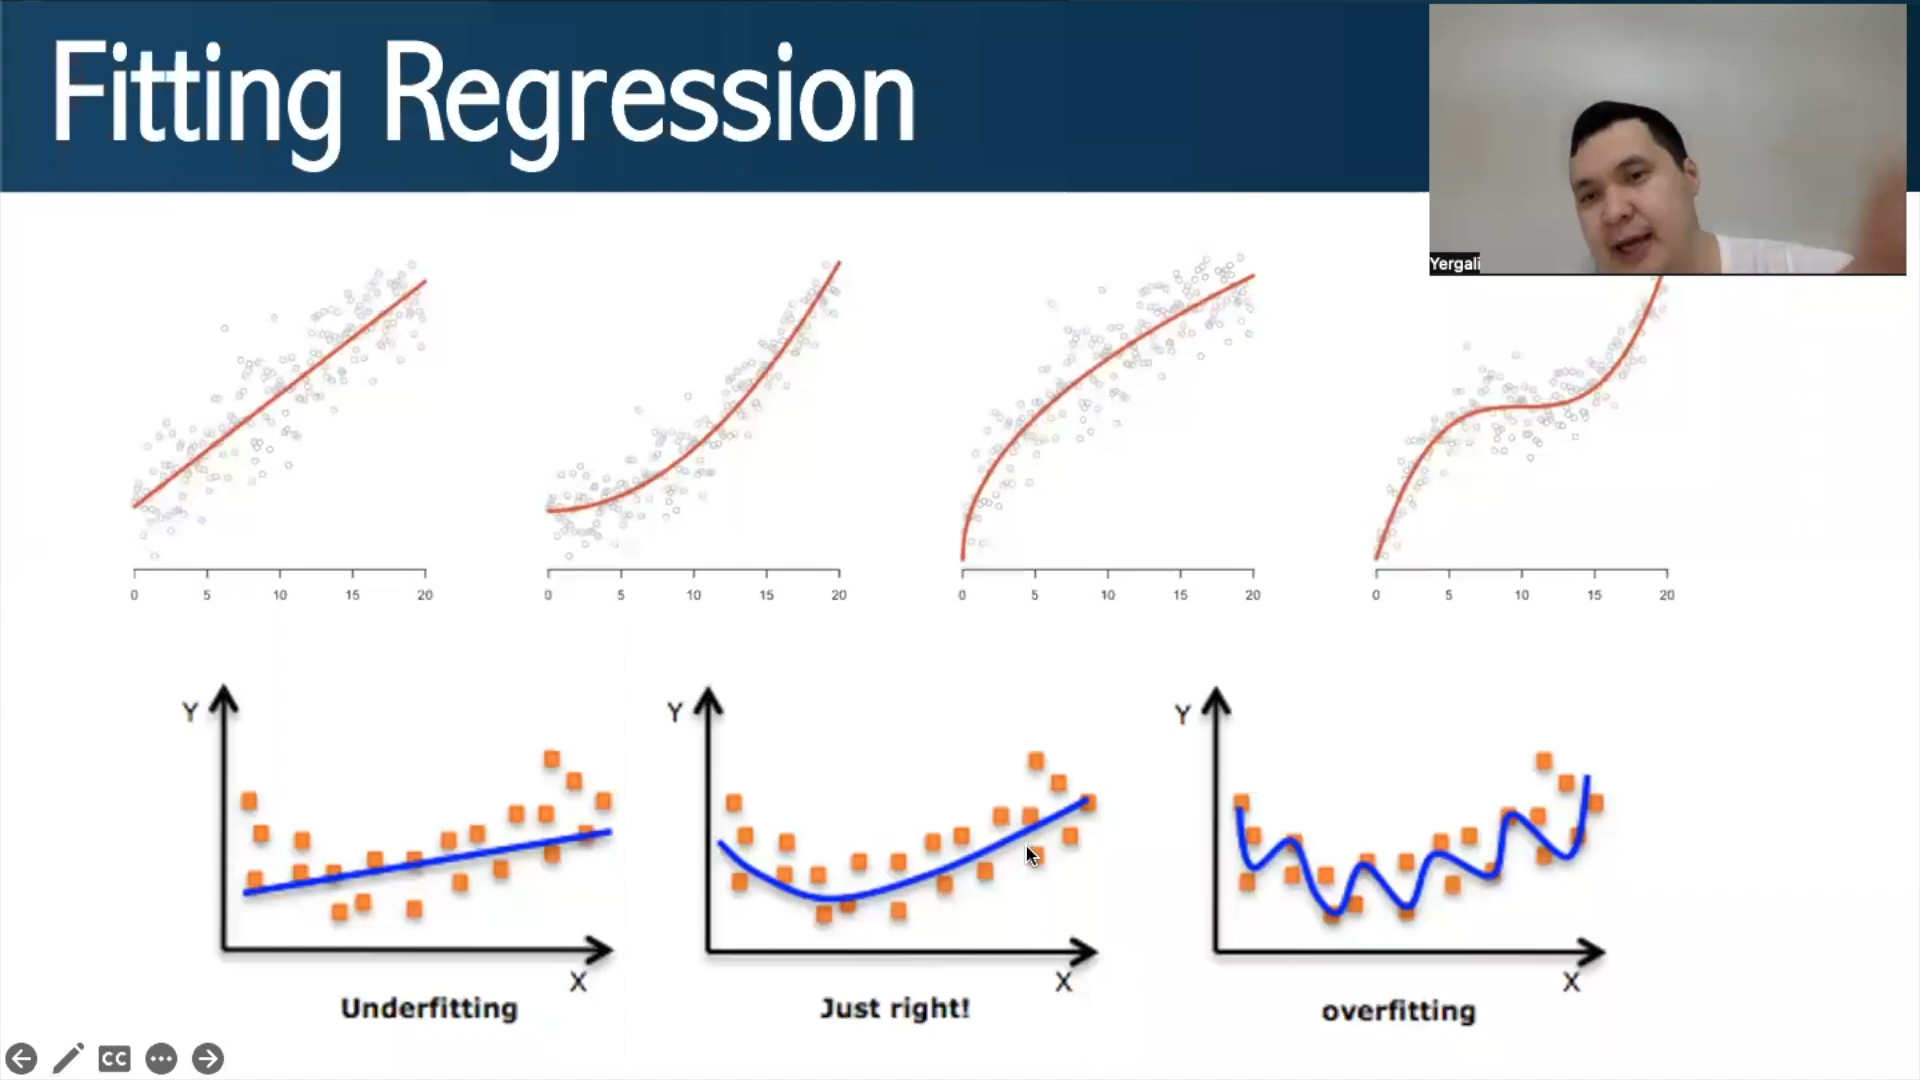 Fitting Regression
Yergali
0 5 10 15 20
0 5 10 15 20
0 5 10 15 20
0 5 10 15 20
Y
Y
Y
X
X
X
Underfitting
Just right!
overfitting
CC